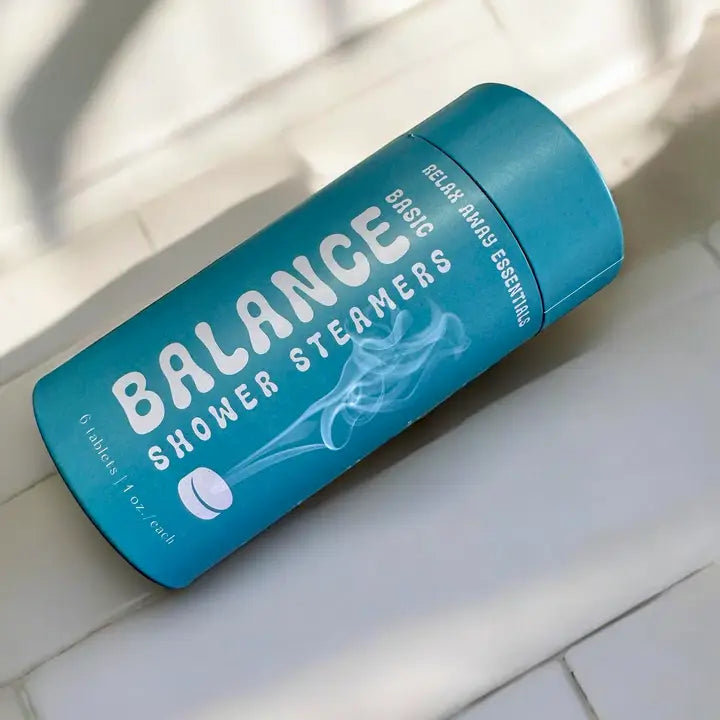 RELAX AWAY ESSENTIALS
BASIC
BALANCE
SHOWER STEAMERS
6 tablets | 1 oz./each